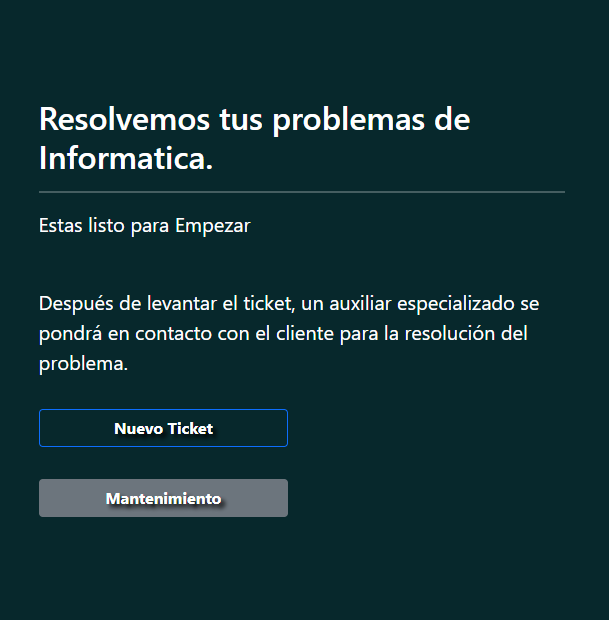 Resolvemos tus problemas de
Informatica.
Estas listo para Empezar
Después de levantar el ticket, un auxiliar especializado se
pondrá en contacto con el cliente para la resolución del
problema.
Nuevo Ticket
Mantenimiento